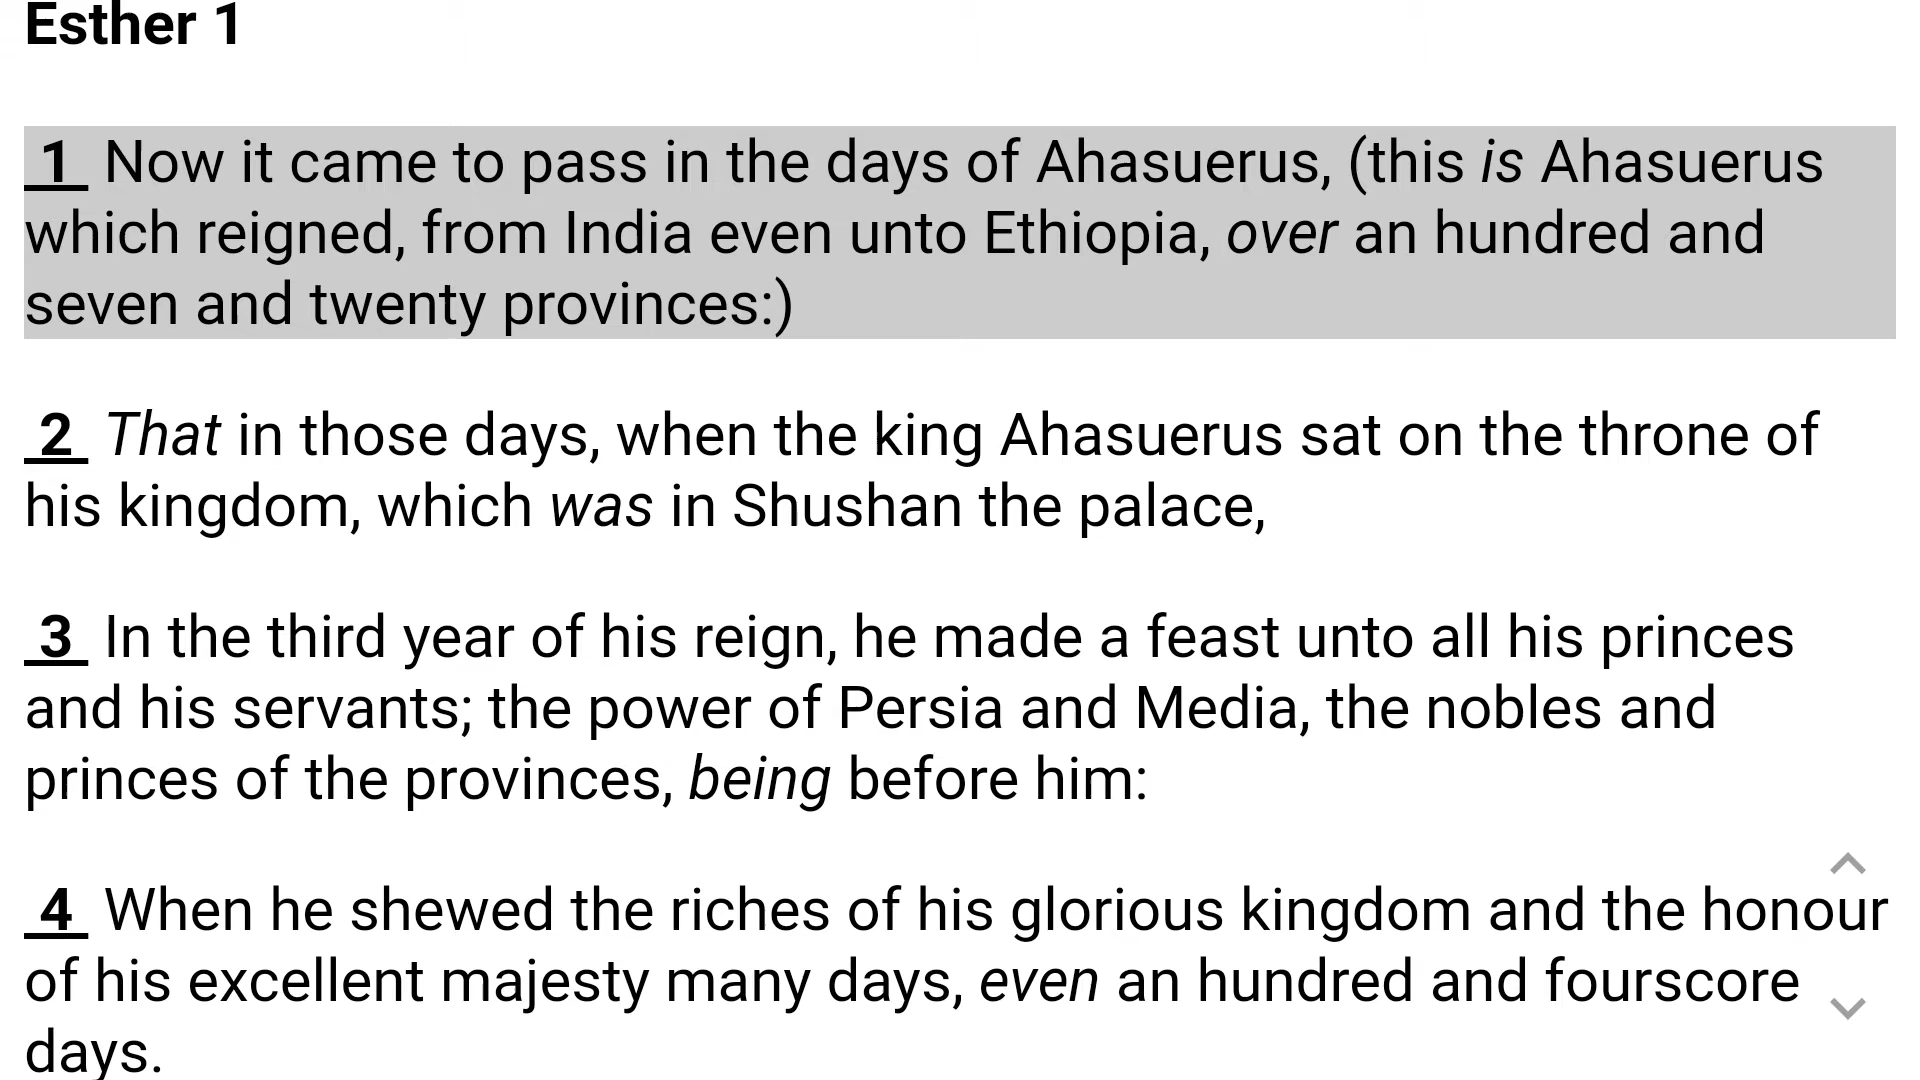 Esther 1
1 Now it came to pass in the days of Ahasuerus, (this is Ahasuerus
which reigned, from India even unto Ethiopia, over an hundred and
seven and twenty provinces:)
2 That in those days, when the king Ahasuerus sat on the throne of
his kingdom, which was in Shushan the palace,
3 In the third year of his reign, he made a feast unto all his princes
and his servants; the power of Persia and Media, the nobles and
princes of the provinces, being before him:
4 When he shewed the riches of his glorious kingdom and the honour
of his excellent majesty many days, even an hundred and fourscore
days.